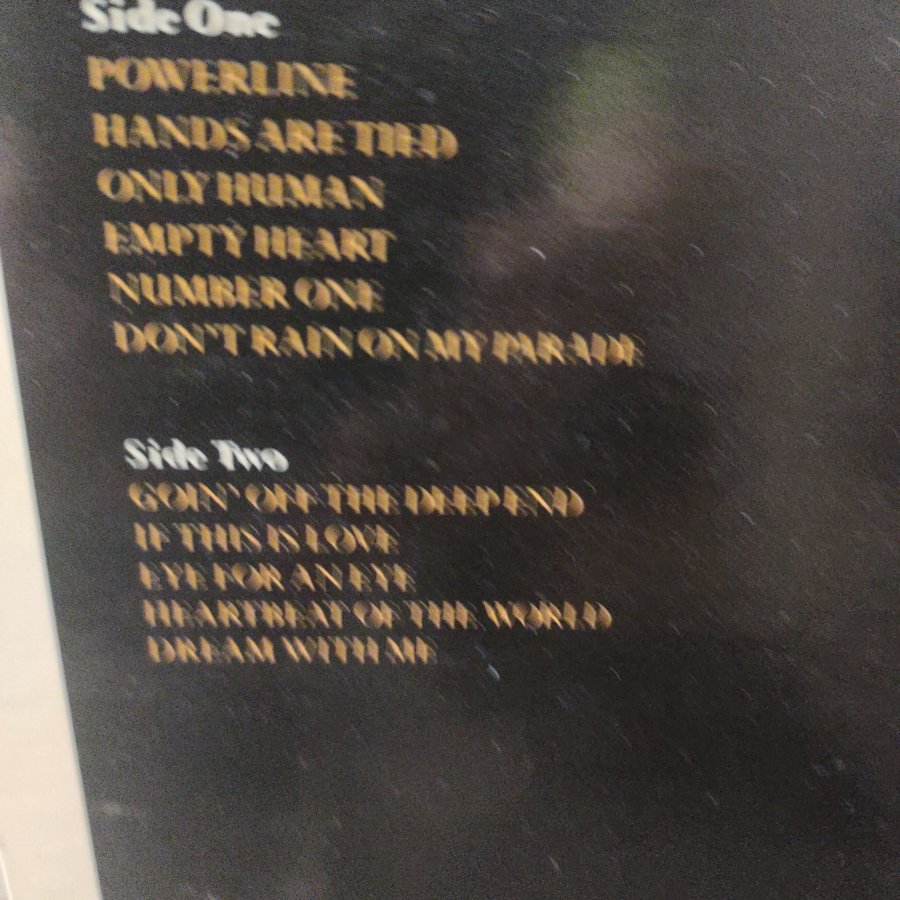 Side One
POWERLINE
HANDS ARE TIED
ONLY HUMAN
EMPTY HEART
NUMBER ONE
DON'T RAIN ON MY PARADE
Side Two
GOIN' OFF THE DEEP END
IF THIS IS LOVE
EYE FOR AN EYE
HEARTBEAT OF THE WORLD
DREAM WITH ME